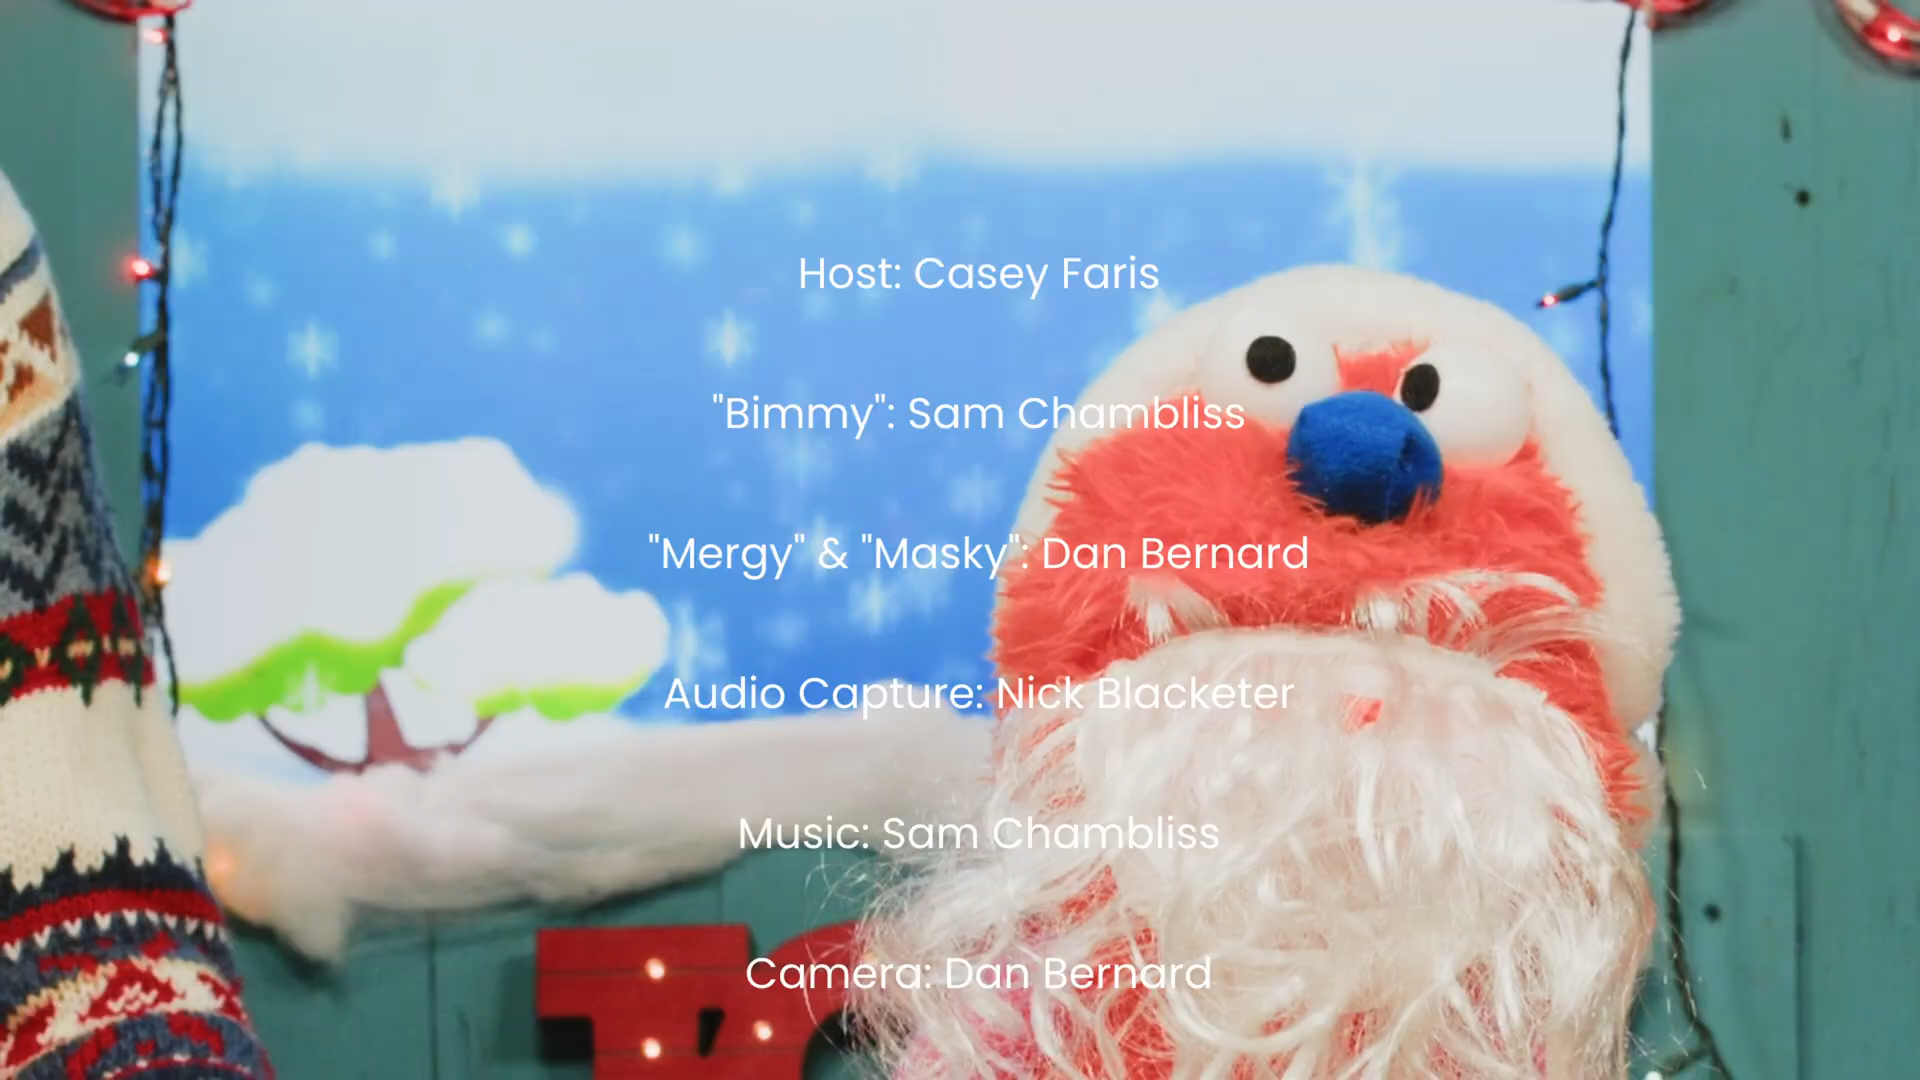 Host: Casey Faris
"Bimmy": Sam Chambliss
"Mergy" & "Masky": Dan Bernard
Audio Capture: Nick Blacketer
Music: Sam Chambliss
Camera: Dan Bernard